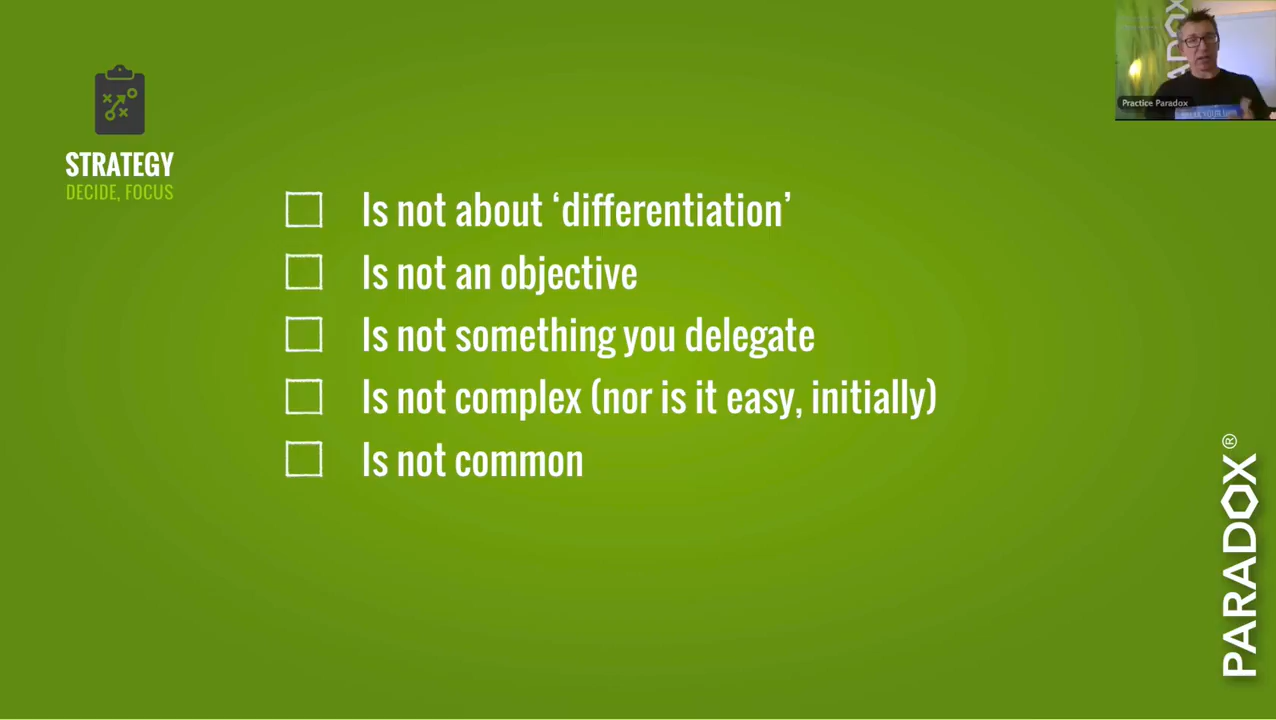 STRATEGY
DECIDE, FOCUS
Is not about ‘differentiation’
Is not an objective
Is not something you delegate
Is not complex (nor is it easy, initially)
Is not common
Practice Paradox
PARADOX®